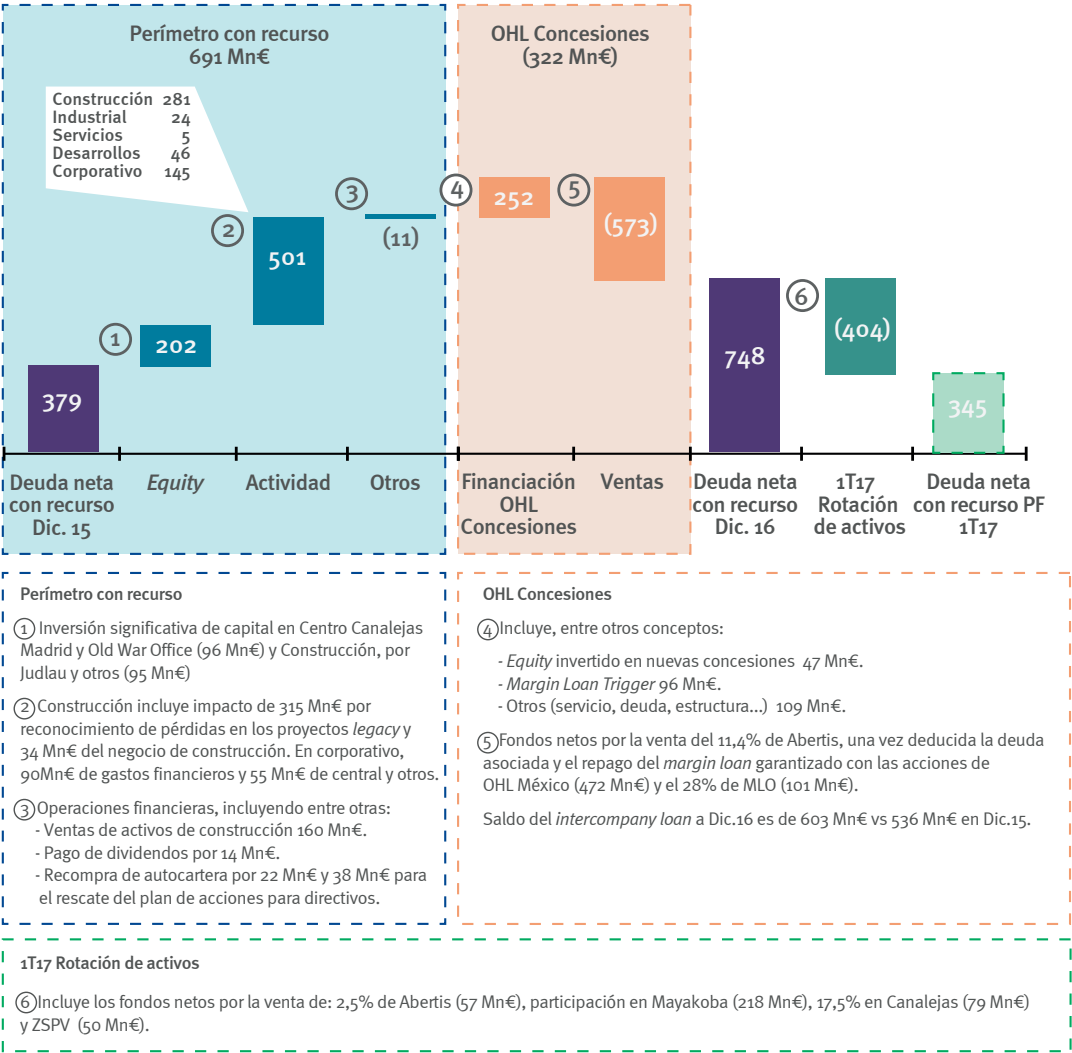 Perímetro con recurso
691 Mn€
OHL Concesiones
(322 Mn€)
Construcción 281
Industrial 24
Servicios 5
Desarrollos 46
Corporativo 145
1
202
2
501
3
(11)
4
252
5
(573)
379
748
6
(404)
345
Deuda neta
con recurso
Dic. 15
Equity
Actividad
Otros
Financiación
OHL
Concesiones
Ventas
Deuda neta
con recurso
Dic. 16
1T17
Rotación
de activos
Deuda neta
con recurso PF
1T17
Perímetro con recurso
1 Inversión significativa de capital en Centro Canalejas
Madrid y Old War Office (96 Mn€) y Construcción, por
Judlau y otros (95 Mn€)
2 Construcción incluye impacto de 315 Mn€ por
reconocimiento de pérdidas en los proyectos legacy y
34 Mn€ del negocio de construcción. En corporativo,
90Mn€ de gastos financieros y 55 Mn€ de central y otros.
3 Operaciones financieras, incluyendo entre otras:
- Ventas de activos de construcción 160 Mn€.
- Pago de dividendos por 14 Mn€.
- Recompra de autocartera por 22 Mn€ y 38 Mn€ para
el rescate del plan de acciones para directivos.
OHL Concesiones
4 Incluye, entre otros conceptos:
- Equity invertido en nuevas concesiones 47 Mn€.
- Margin Loan Trigger 96 Mn€.
- Otros (servicio, deuda, estructura...) 109 Mn€.
5 Fondos netos por la venta del 11,4% de Abertis, una vez deducida la deuda
asociada y el repago del margin loan garantizado con las acciones de
OHL México (472 Mn€) y el 28% de MLO (101 Mn€).
Saldo del intercompany loan a Dic.16 es de 603 Mn€ vs 536 Mn€ en Dic.15.
1T17 Rotación de activos
6 Incluye los fondos netos por la venta de: 2,5% de Abertis (57 Mn€), participación en Mayakoba (218 Mn€), 17,5% en Canalejas (79 Mn€)
y ZSPV (50 Mn€).